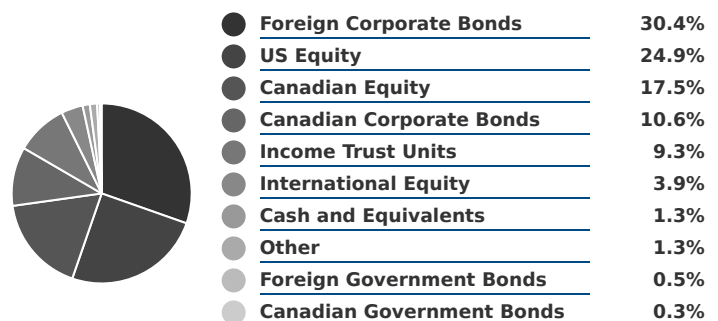 Foreign Corporate Bonds 30.4%
US Equity 24.9%
Canadian Equity 17.5%
Canadian Corporate Bonds 10.6%
Income Trust Units 9.3%
International Equity 3.9%
Cash and Equivalents 1.3%
Other 1.3%
Foreign Government Bonds 0.5%
Canadian Government Bonds 0.3%